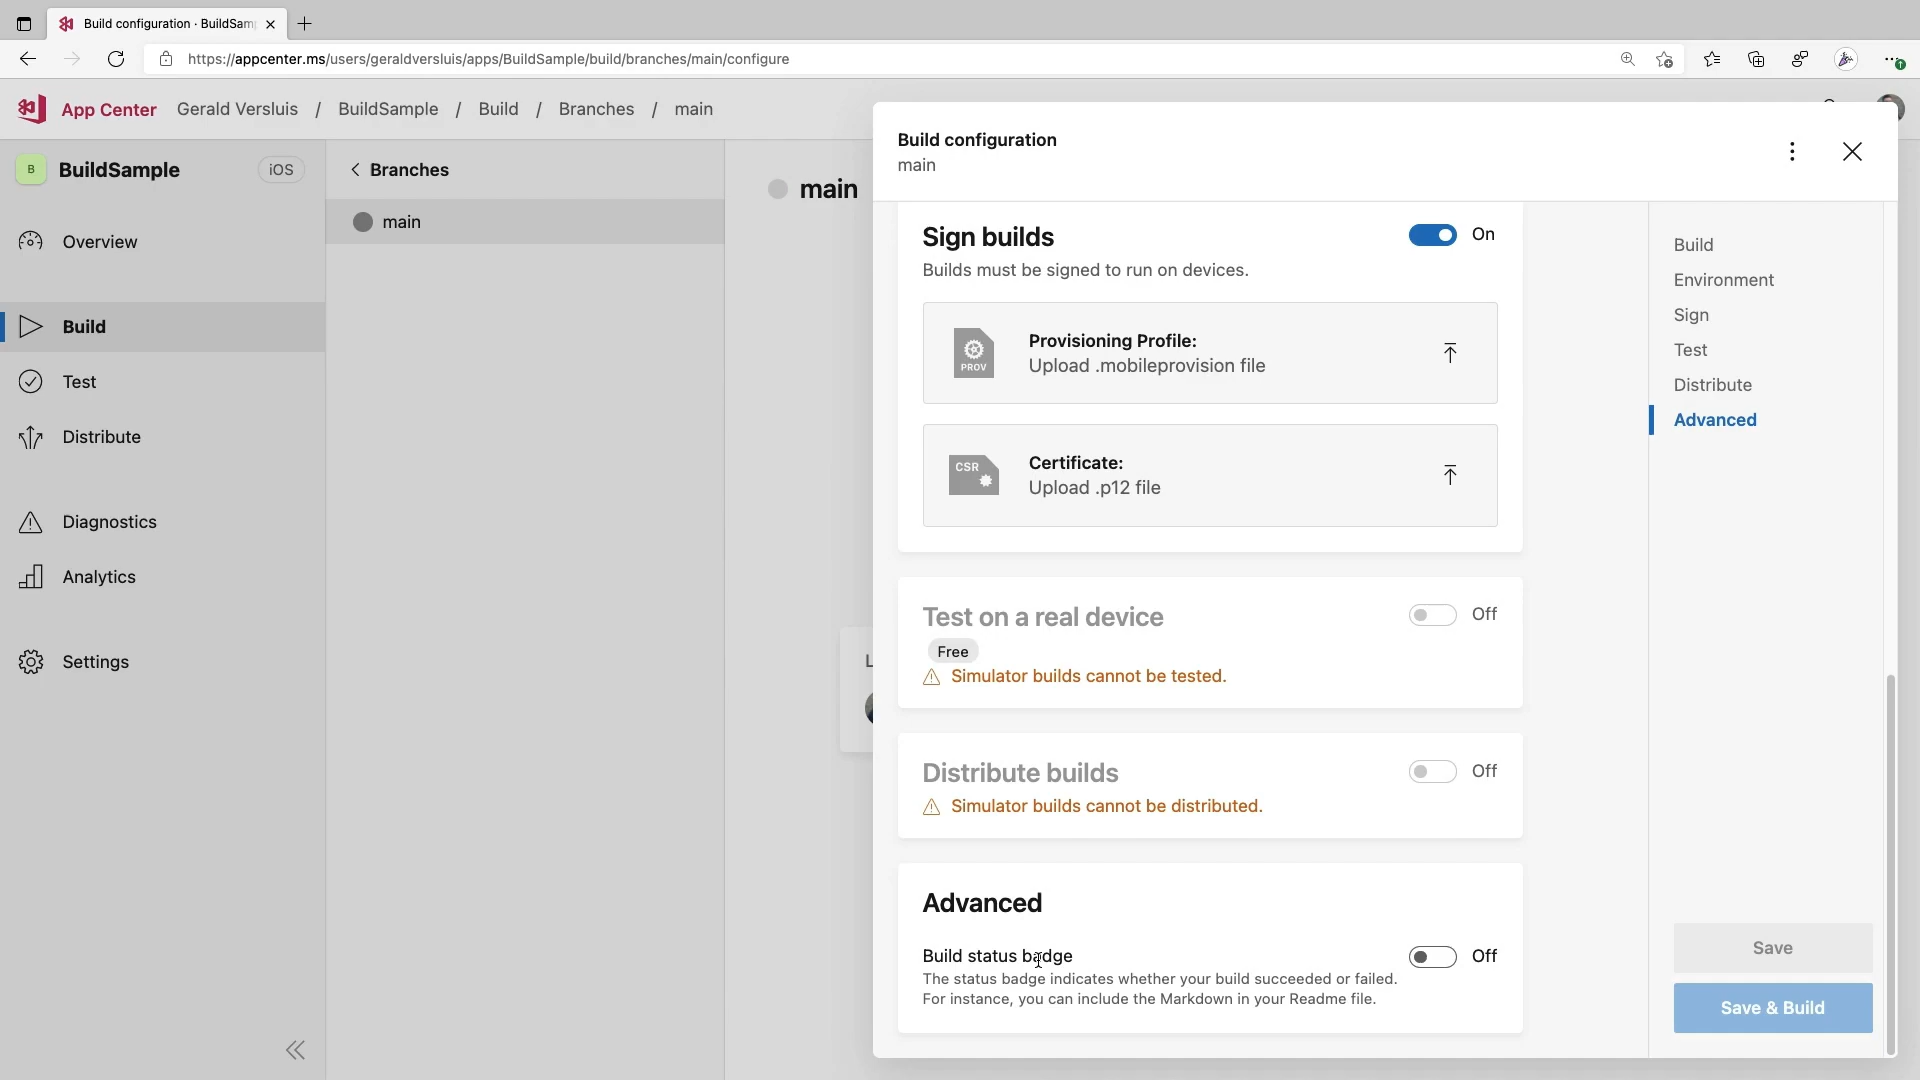 Build configuration · BuildSam
https://appcenter.ms/users/geraldversluis/apps/BuildSample/build/branches/main/configure
App Center
Gerald Versluis / BuildSample / Build / Branches / main
B
BuildSample
iOS
Overview
Build
Test
Distribute
Diagnostics
Analytics
Settings
Branches
main
main
L
Build configuration
main
Sign builds
On
Builds must be signed to run on devices.
PROV
Provisioning Profile:
Upload .mobileprovision file
CSR
Certificate:
Upload .p12 file
Test on a real device
Off
Free
Simulator builds cannot be tested.
Distribute builds
Off
Simulator builds cannot be distributed.
Advanced
Build status badge
Off
The status badge indicates whether your build succeeded or failed.
For instance, you can include the Markdown in your Readme file.
Build
Environment
Sign
Test
Distribute
Advanced
Save
Save & Build